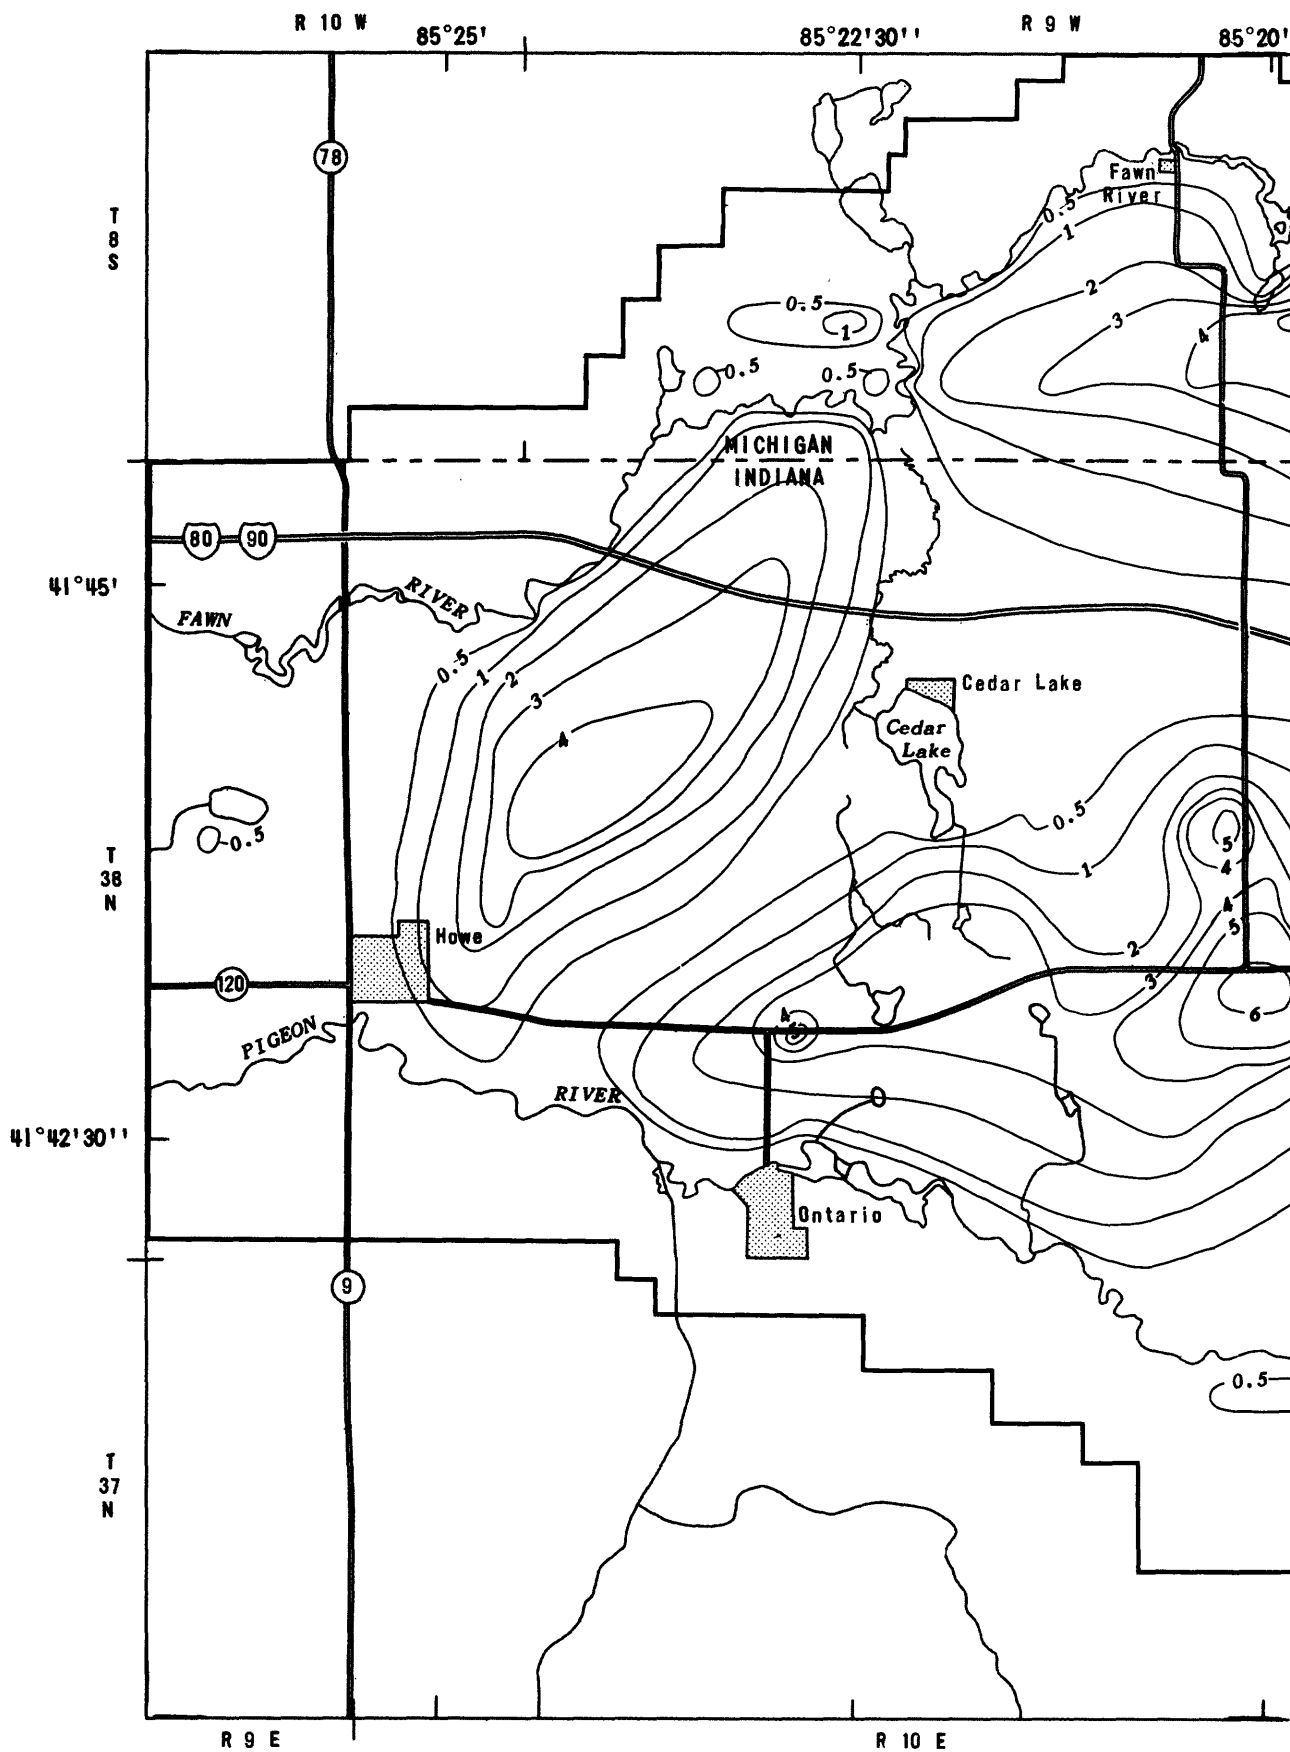 R 10 W
R 9 W
85°25'
85°22'30"
85°20'
78
T
8
S
Fawn
River
0.5
1
2
3
4
0.5
1
0.5
0.5
MICHIGAN
INDIANA
80
90
41°45'
FAWN
RIVER
0.5
1
2
3
4
Cedar Lake
Cedar
Lake
0.5
0.5
1
5
4
4
5
2
3
6
T
38
N
Howe
120
4
PIGEON
RIVER
41°42'30"
Ontario
9
0.5
T
37
N
R 9 E
R 10 E